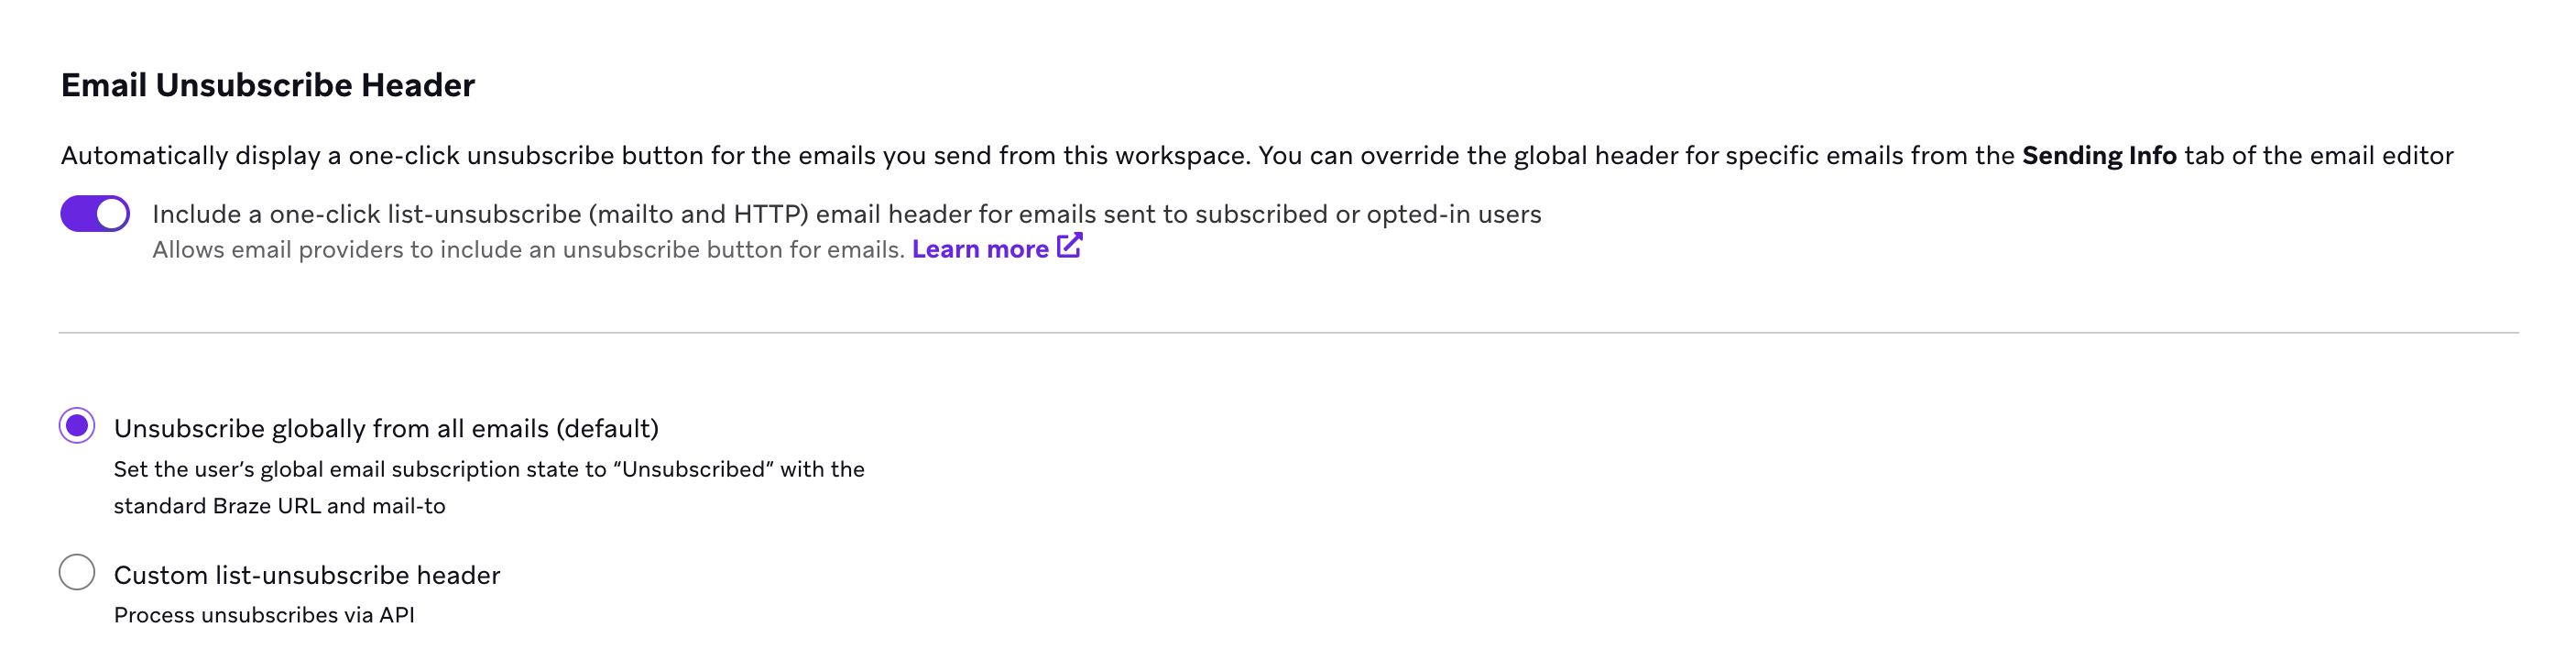 Email Unsubscribe Header
Automatically display a one-click unsubscribe button for the emails you send from this workspace. You can override the global header for specific emails from the Sending Info tab of the email editor
Include a one-click list-unsubscribe (mailto and HTTP) email header for emails sent to subscribed or opted-in users
Allows email providers to include an unsubscribe button for emails. Learn more
Unsubscribe globally from all emails (default)
Set the user’s global email subscription state to “Unsubscribed” with the
standard Braze URL and mail-to
Custom list-unsubscribe header
Process unsubscribes via API